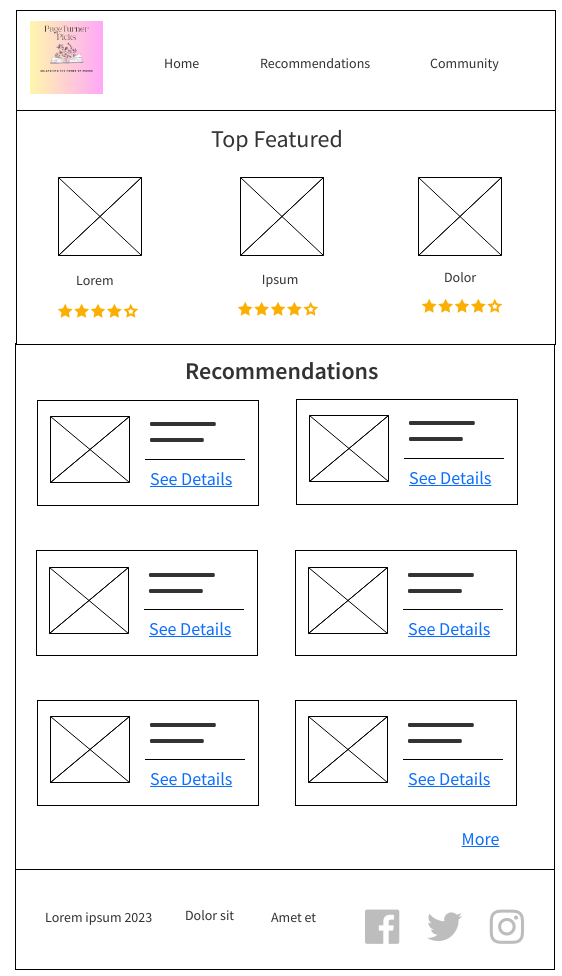 PageTurner
Picks
Home
Recommendations
Community
Top Featured
Lorem
Ipsum
Dolor
Recommendations
See Details
See Details
See Details
See Details
See Details
See Details
More
Lorem ipsum 2023
Dolor sit
Amet et